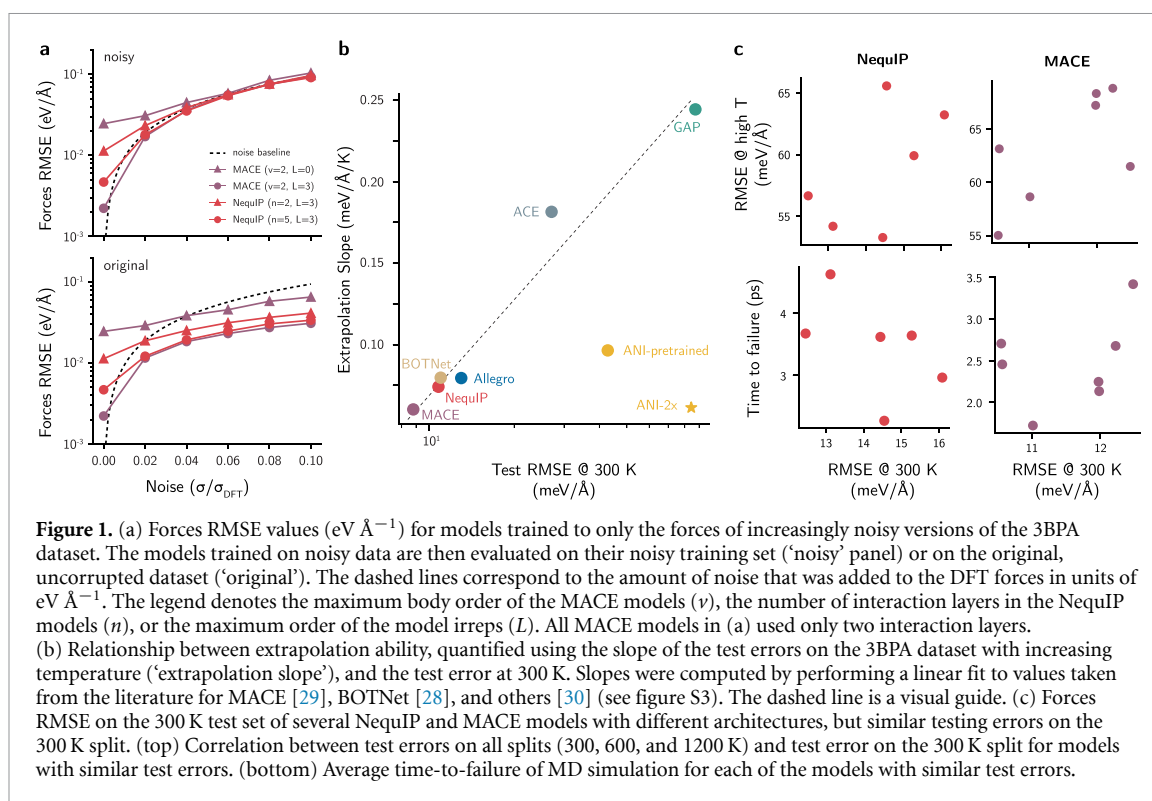 a
noisy
Forces RMSE (eV/Å)
10⁻¹
10⁻²
10⁻³
noise baseline
MACE (v=2, L=0)
MACE (v=2, L=3)
NequIP (n=2, L=3)
NequIP (n=5, L=3)
original
Forces RMSE (eV/Å)
10⁻¹
10⁻²
10⁻³
0.00 0.02 0.04 0.06 0.08 0.10
Noise (σ/σDFT)
b
Extrapolation Slope (meV/Å/K)
0.25
0.20
0.15
0.10
GAP
ACE
ANI-pretrained
BOTNet
Allegro
NequIP
MACE
ANI-2x
10¹
Test RMSE @ 300 K
(meV/Å)
c
NequIP
MACE
RMSE @ high T
(meV/Å)
65
60
55
65
60
55
Time to failure (ps)
4
3
3.5
3.0
2.5
2.0
13 14 15 16
RMSE @ 300 K
(meV/Å)
11 12
RMSE @ 300 K
(meV/Å)
Figure 1. (a) Forces RMSE values (eV Å⁻¹) for models trained to only the forces of increasingly noisy versions of the 3BPA
dataset. The models trained on noisy data are then evaluated on their noisy training set (‘noisy’ panel) or on the original,
uncorrupted dataset (‘original’). The dashed lines correspond to the amount of noise that was added to the DFT forces in units of
eV Å⁻¹. The legend denotes the maximum body order of the MACE models (v), the number of interaction layers in the NequIP
models (n), or the maximum order of the model irreps (L). All MACE models in (a) used only two interaction layers.
(b) Relationship between extrapolation ability, quantified using the slope of the test errors on the 3BPA dataset with increasing
temperature (‘extrapolation slope’), and the test error at 300 K. Slopes were computed by performing a linear fit to values taken
from the literature for MACE [29], BOTNet [28], and others [30] (see figure S3). The dashed line is a visual guide. (c) Forces
RMSE on the 300 K test set of several NequIP and MACE models with different architectures, but similar testing errors on the
300 K split. (top) Correlation between test errors on all splits (300, 600, and 1200 K) and test error on the 300 K split for models
with similar test errors. (bottom) Average time-to-failure of MD simulation for each of the models with similar test errors.